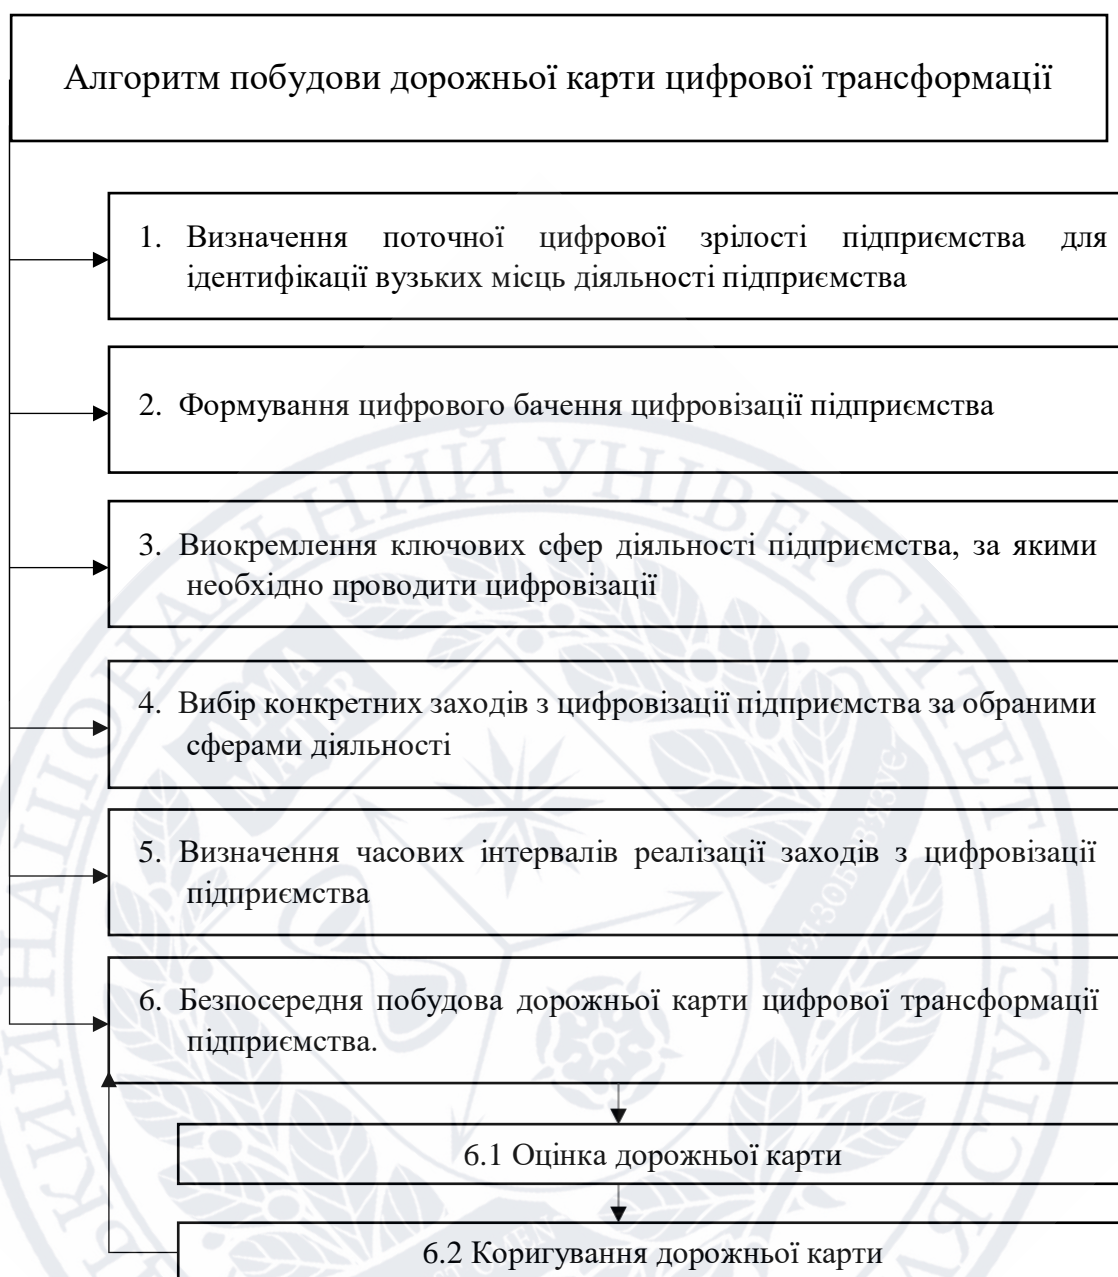 Алгоритм побудови дорожньої карти цифрової трансформації
1. Визначення поточної цифрової зрілості підприємства для
ідентифікації вузьких місць діяльності підприємства
2. Формування цифрового бачення цифровізації підприємства
3. Виокремлення ключових сфер діяльності підприємства, за якими
необхідно проводити цифровізації
4. Вибір конкретних заходів з цифровізації підприємства за обраними
сферами діяльності
5. Визначення часових інтервалів реалізації заходів з цифровізації
підприємства
6. Безпосередня побудова дорожньої карти цифрової трансформації
підприємства.
6.1 Оцінка дорожньої карти
6.2 Коригування дорожньої карти